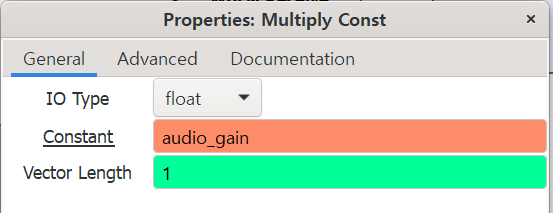 Properties: Multiply Const ×
General Advanced Documentation
IO Type float
Constant audio_gain
Vector Length 1